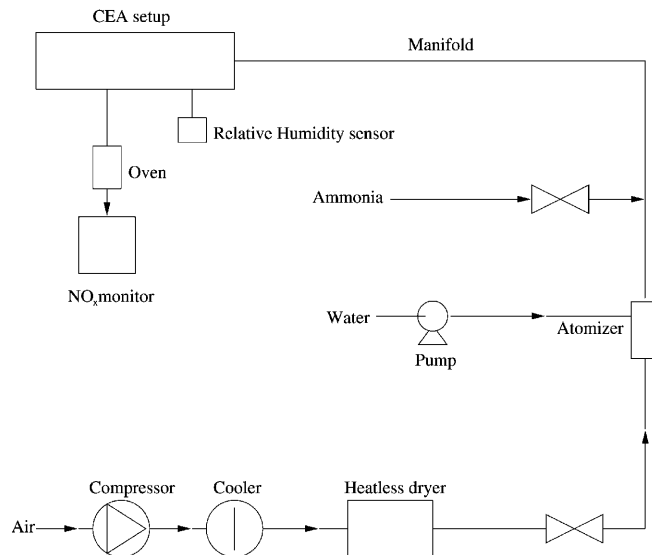 CEA setup
Manifold
Relative Humidity sensor
Oven
Ammonia
NOxmonitor
Water
Atomizer
Pump
Compressor
Cooler
Heatless dryer
Air